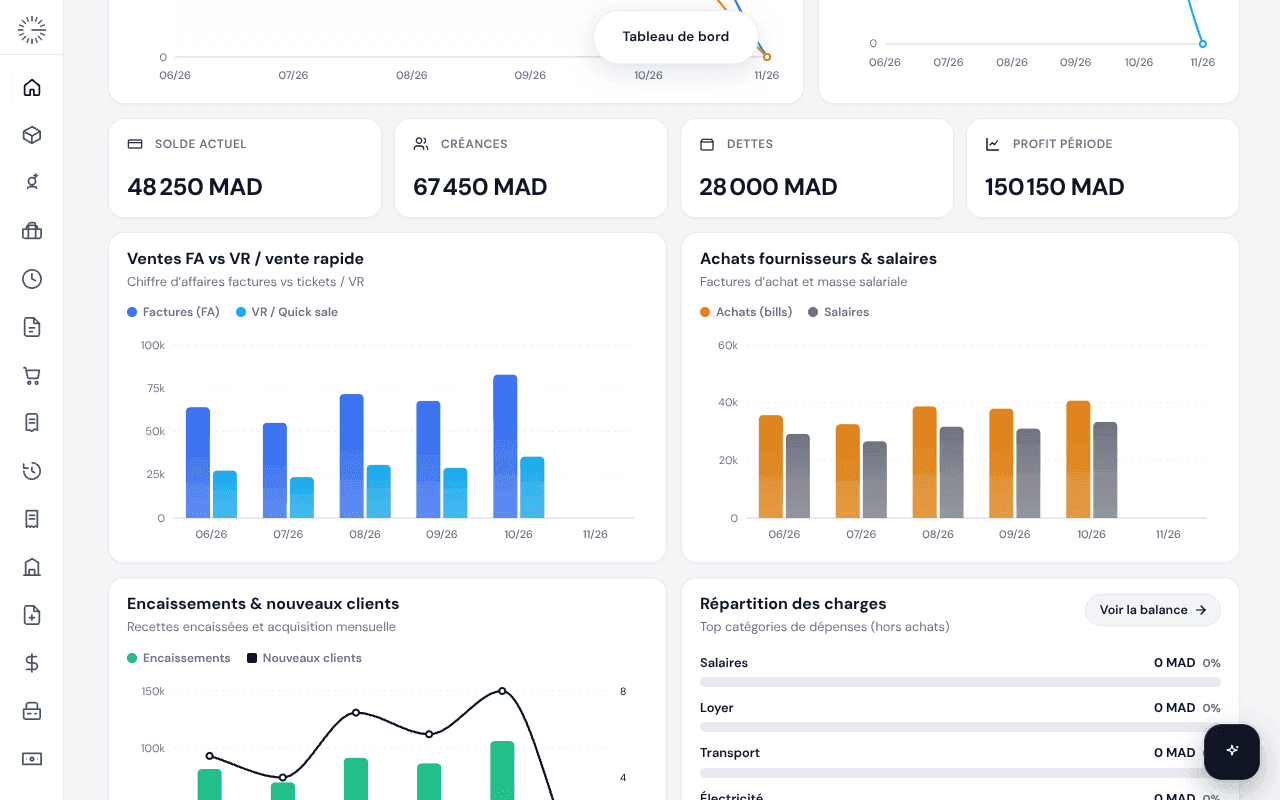 Tableau de bord
0
06/26 07/26 08/26 09/26 10/26 11/26
0
06/26 07/26 08/26 09/26 10/26 11/26
SOLDE ACTUEL
48 250 MAD
CRÉANCES
67 450 MAD
DETTES
28 000 MAD
PROFIT PÉRIODE
150 150 MAD
Ventes FA vs VR / vente rapide
Chiffre d’affaires factures vs tickets / VR
Factures (FA) VR / Quick sale
100k
75k
50k
25k
0
06/26 07/26 08/26 09/26 10/26 11/26
Achats fournisseurs & salaires
Factures d’achat et masse salariale
Achats (bills) Salaires
60k
40k
20k
0
06/26 07/26 08/26 09/26 10/26 11/26
Encaissements & nouveaux clients
Recettes encaissées et acquisition mensuelle
Encaissements Nouveaux clients
150k 8
100k
4
Répartition des charges
Top catégories de dépenses (hors achats)
Voir la balance
Salaires 0 MAD 0%
Loyer 0 MAD 0%
Transport 0 MAD
Électricité 0 MAD 0%